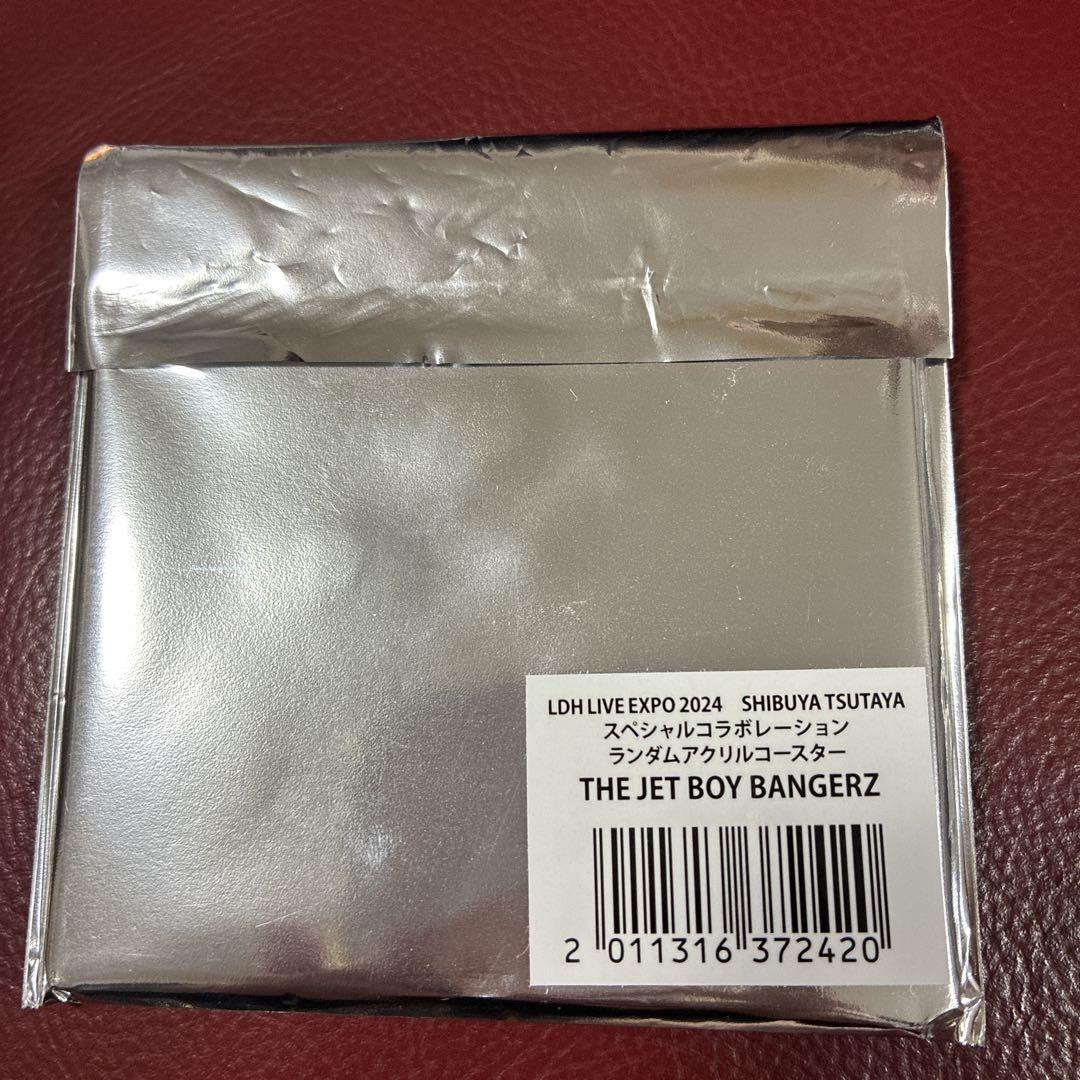 LDH LIVE EXPO 2024 SHIBUYA TSUTAYA
スペシャルコラボレーション
ランダムアクリルコースター
THE JET BOY BANGERZ
2 011316 372420